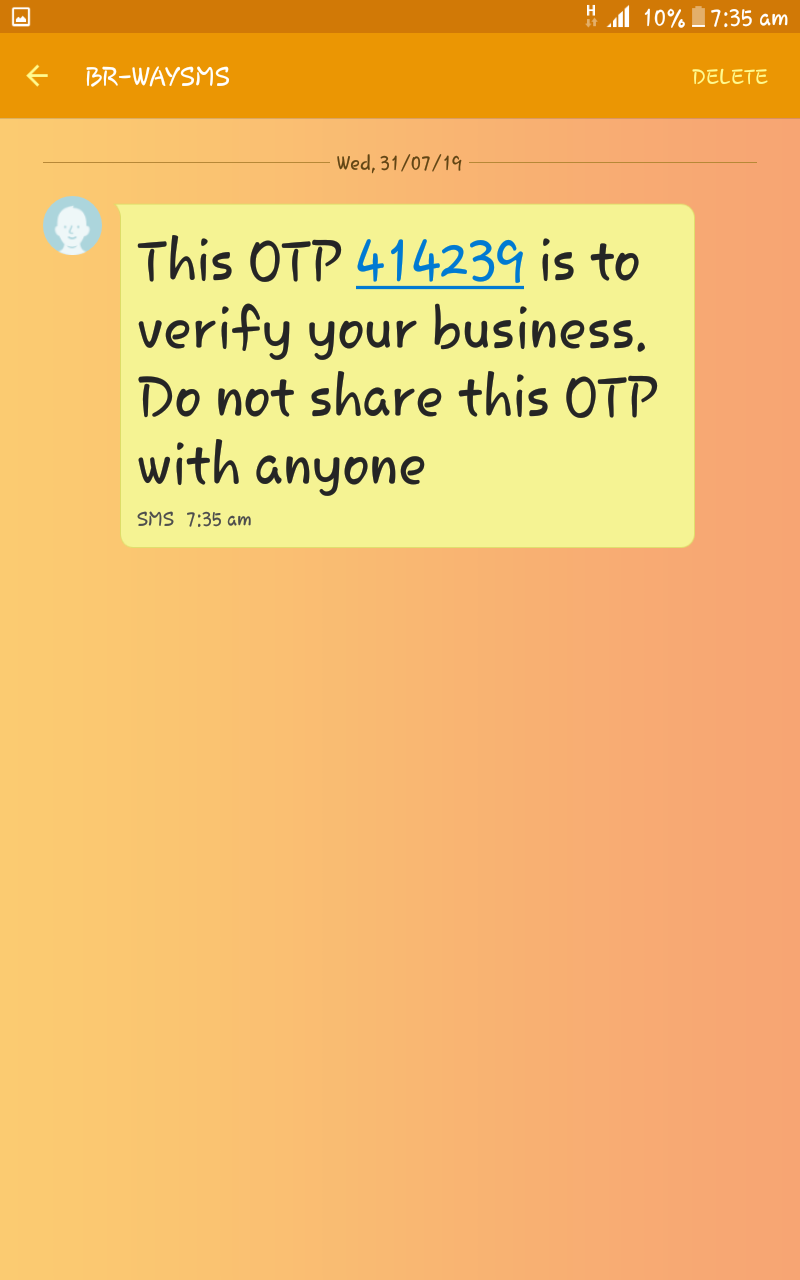 H 10% 7:35 am
BR-WAYSMS DELETE
Wed, 31/07/19
This OTP 414239 is to
verify your business.
Do not share this OTP
with anyone
SMS 7:35 am